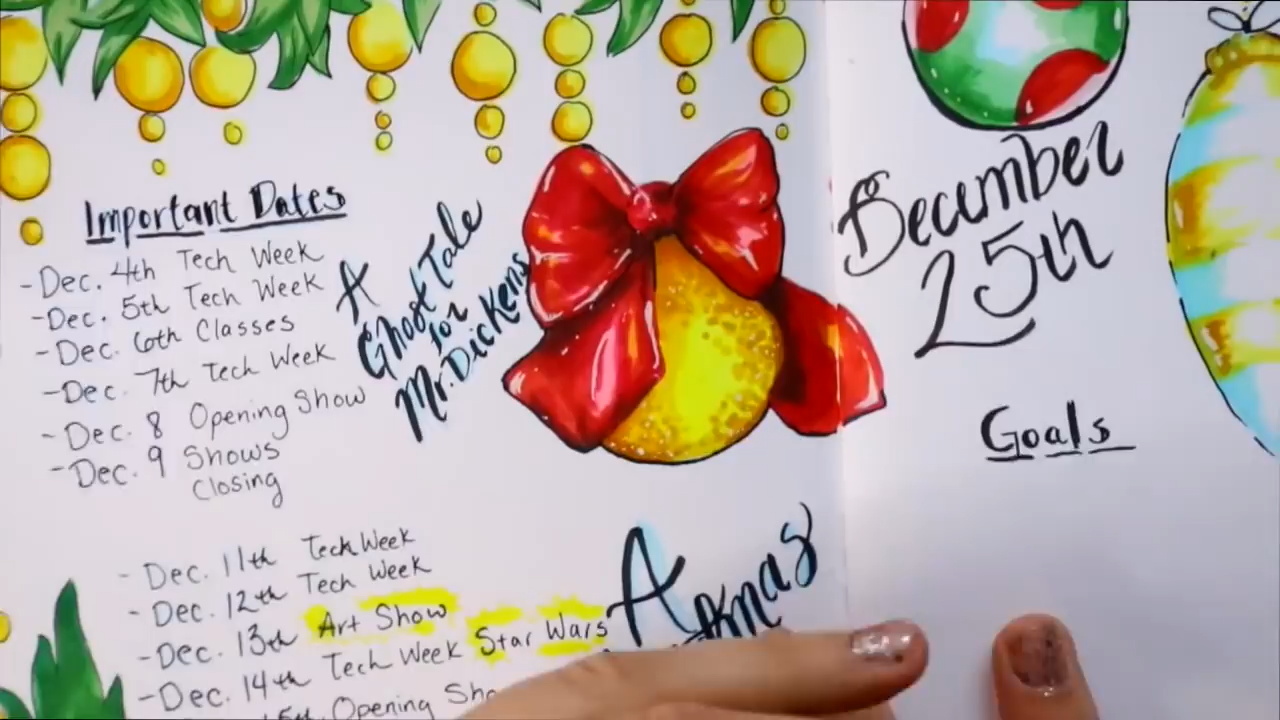 Important Dates
- Dec. 4th Tech Week
- Dec. 5th Tech Week
- Dec. 6th Classes
- Dec. 7th Tech Week
- Dec. 8 Opening Show
- Dec. 9 Shows
Closing
A
Ghost Tale
for
Mr. Dickens
- Dec. 11th Tech Week
- Dec. 12th Tech Week
- Dec. 13th Art Show
- Dec. 14th Tech Week Star Wars
Opening
A
December
25th
Goals